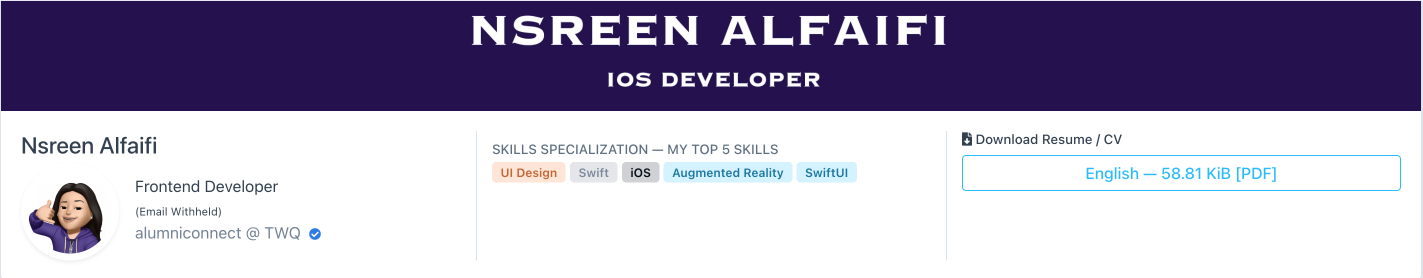 NSREEN ALFAIFI
IOS DEVELOPER
Nsreen Alfaifi
Frontend Developer
(Email Withheld)
alumniconnect @ TWQ
SKILLS SPECIALIZATION — MY TOP 5 SKILLS
UI Design Swift iOS Augmented Reality SwiftUI
Download Resume / CV
English — 58.81 KiB [PDF]